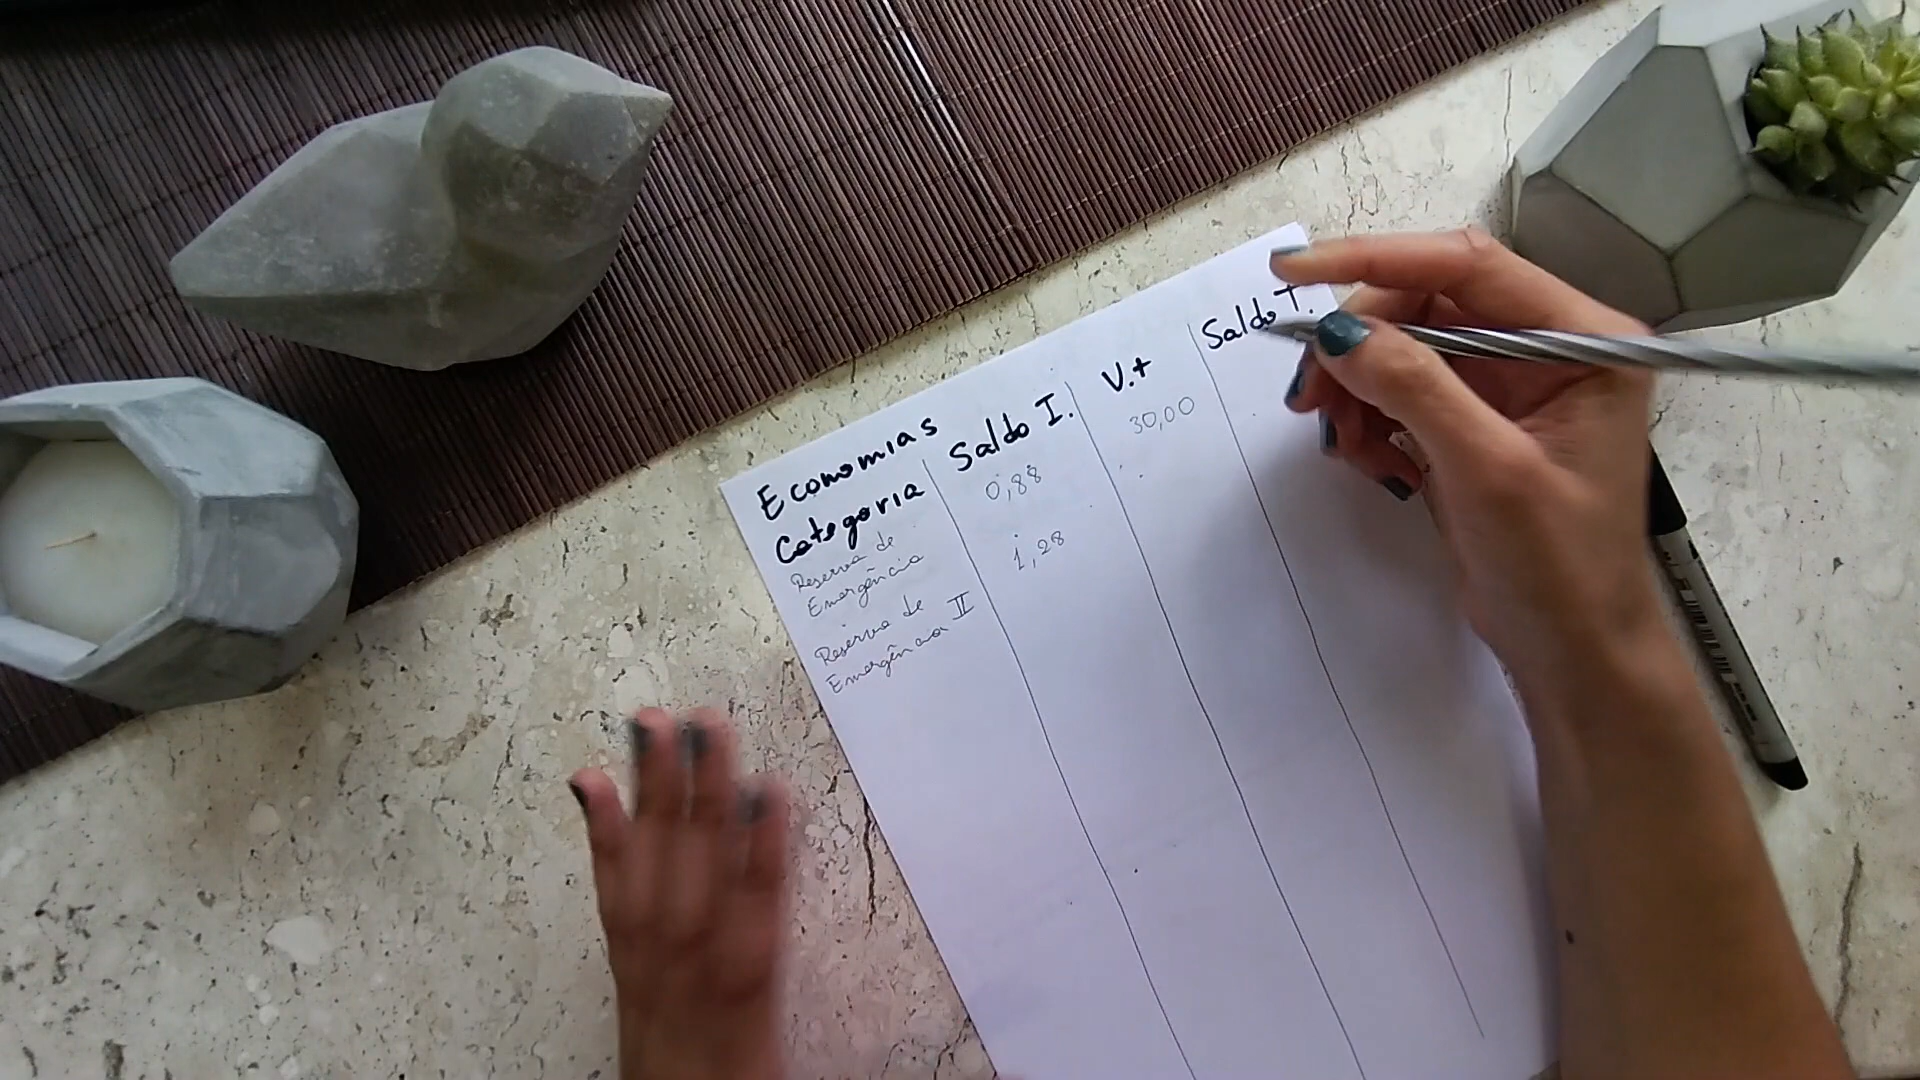 Economias
Categoria Saldo I. V.+ Saldo T.
Reserva de 0,88 30,00
Emergência
Reserva de 1,28
Emergência II